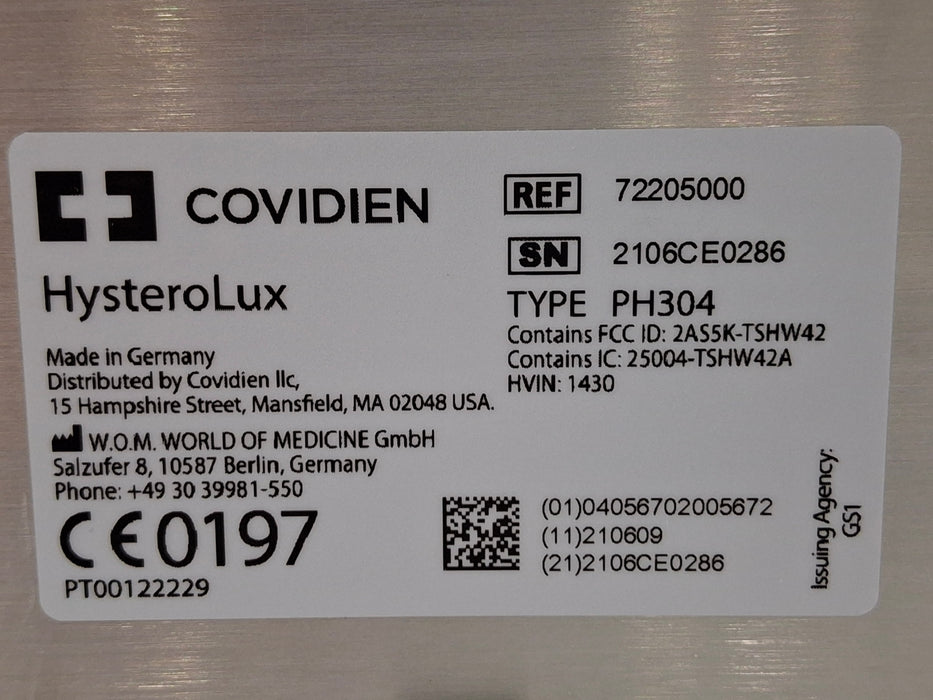 COVIDIEN
HysteroLux
Made in Germany
Distributed by Covidien llc,
15 Hampshire Street, Mansfield, MA 02048 USA.
W.O.M. WORLD OF MEDICINE GmbH
Salzufer 8, 10587 Berlin, Germany
Phone: +49 30 39981-550
CE 0197
PT00122229
REF 72205000
SN 2106CE0286
TYPE PH304
Contains FCC ID: 2AS5K-TSHW42
Contains IC: 25004-TSHW42A
HVIN: 1430
(01)04056702005672
(11)210609
(21)2106CE0286
Issuing Agency:
GS1